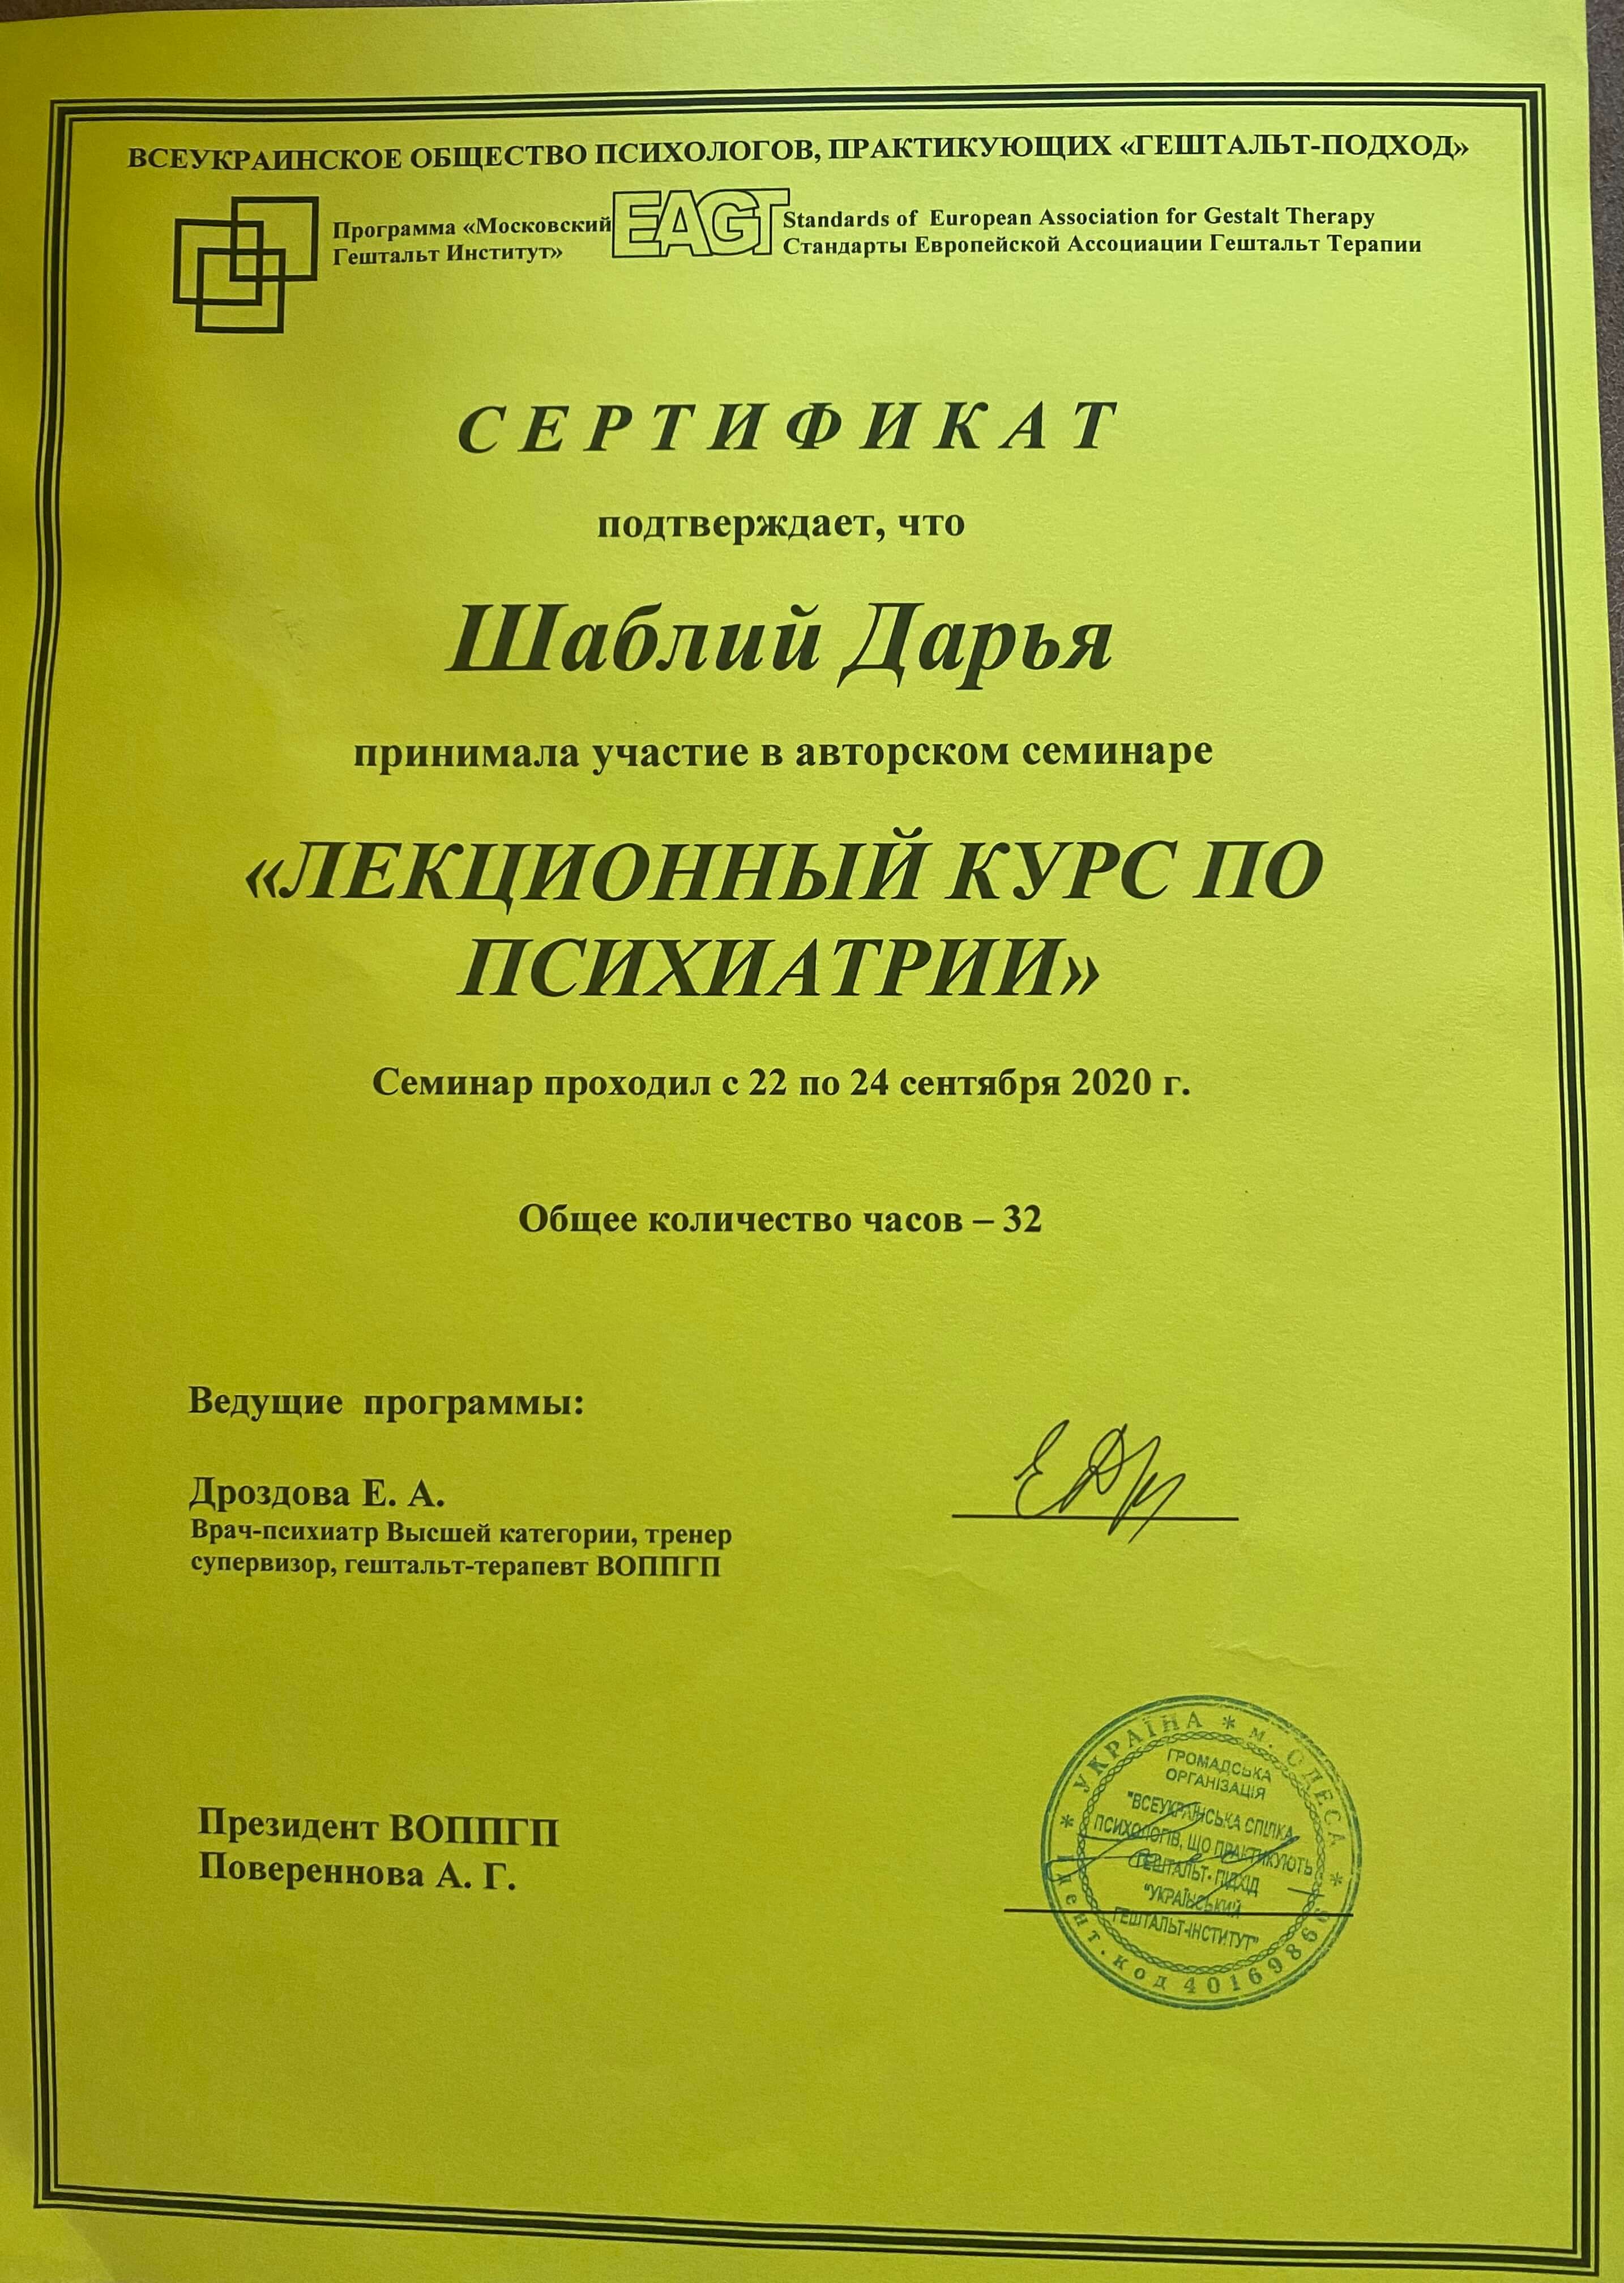 ВСЕУКРАИНСКОЕ ОБЩЕСТВО ПСИХОЛОГОВ, ПРАКТИКУЮЩИХ «ГЕШТАЛЬТ-ПОДХОД»
Программа «Московский
Гештальт Институт»
EAGT
Standards of European Association for Gestalt Therapy
Стандарты Европейской Ассоциации Гештальт Терапии
СЕРТИФИКАТ
подтверждает, что
Шаблий Дарья
принимала участие в авторском семинаре
«ЛЕКЦИОННЫЙ КУРС ПО
ПСИХИАТРИИ»
Семинар проходил с 22 по 24 сентября 2020 г.
Общее количество часов – 32
Ведущие программы:
Дроздова Е. А.
Врач-психиатр Высшей категории, тренер
супервизор, гештальт-терапевт ВОППГП
Президент ВОППГП
Повереннова А. Г.
* УКРАЇНА * м. ОДЕСА *
ГРОМАДСЬКА
ОРГАНІЗАЦІЯ
"ВСЕУКРАЇНСЬКА СПІЛКА
ПСИХОЛОГІВ, ЩО ПРАКТИКУЮТЬ
ГЕШТАЛЬТ- ПІДХІД
"УКРАЇНСЬКИЙ
ГЕШТАЛЬТ-ІНСТИТУТ"
Ідент. код